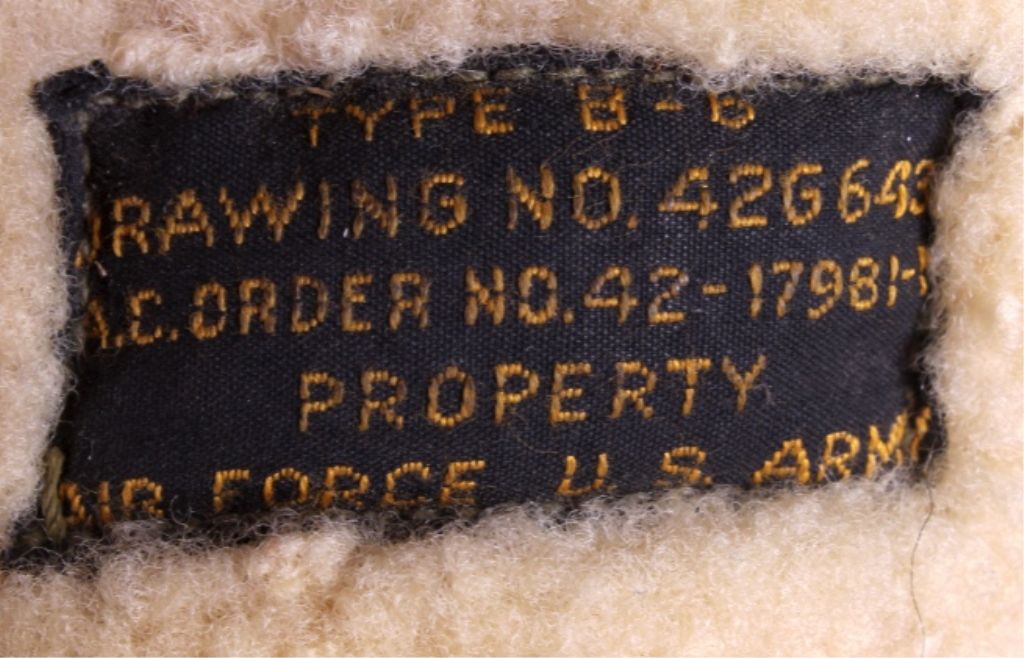 TYPE B-6
DRAWING NO. 42G643
A.C. ORDER NO. 42-17981-
PROPERTY
AIR FORCE U.S. ARMY